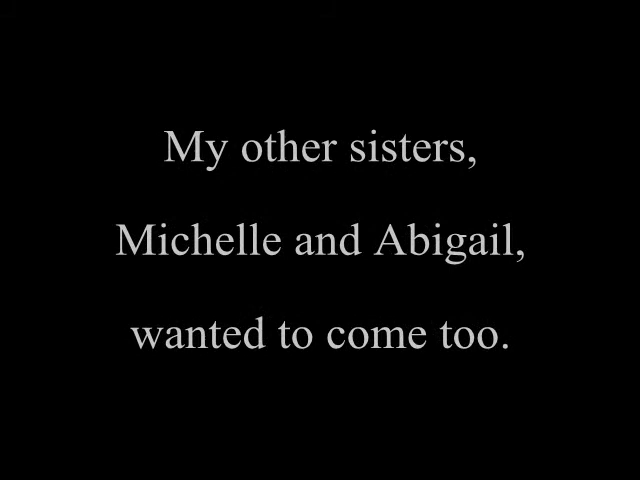 My other sisters,
Michelle and Abigail,
wanted to come too.